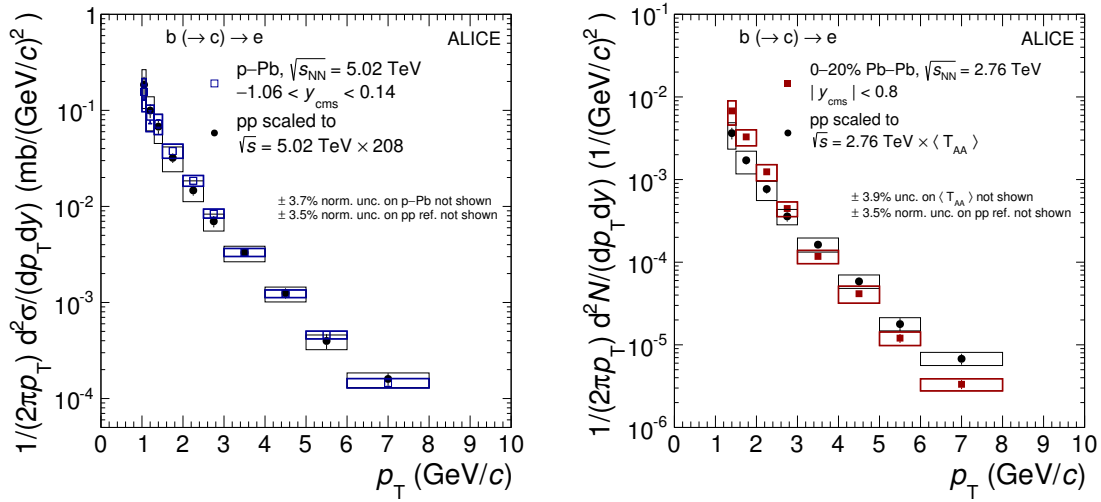 b (→ c) → e
ALICE
p–Pb, √s_NN = 5.02 TeV
−1.06 < y_cms < 0.14
pp scaled to
√s = 5.02 TeV × 208
± 3.7% norm. unc. on p–Pb not shown
± 3.5% norm. unc. on pp ref. not shown
1/(2πp_T) d²σ/(dp_Tdy) (mb/(GeV/c)²)
1
10⁻¹
10⁻²
10⁻³
10⁻⁴
0 1 2 3 4 5 6 7 8 9 10
p_T (GeV/c)
b (→ c) → e
ALICE
0–20% Pb–Pb, √s_NN = 2.76 TeV
| y_cms | < 0.8
pp scaled to
√s = 2.76 TeV × ⟨ T_AA ⟩
± 3.9% unc. on ⟨ T_AA ⟩ not shown
± 3.5% norm. unc. on pp ref. not shown
1/(2πp_T) d²N/(dp_Tdy) (1/(GeV/c)²)
10⁻¹
10⁻²
10⁻³
10⁻⁴
10⁻⁵
10⁻⁶
0 1 2 3 4 5 6 7 8 9 10
p_T (GeV/c)